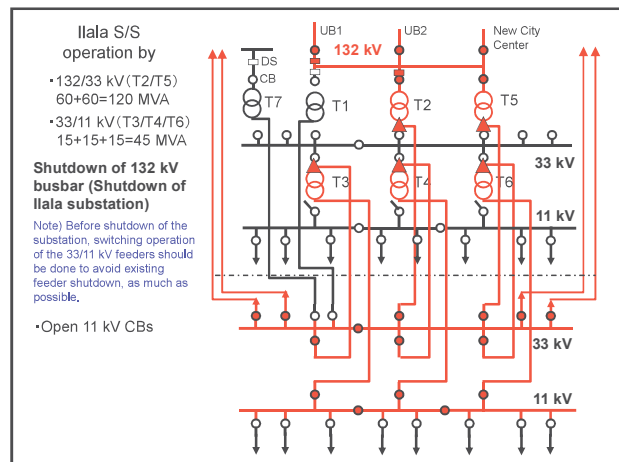 Ilala S/S
operation by
・132/33 kV(T2/T5)
60+60=120 MVA
・33/11 kV(T3/T4/T6)
15+15+15=45 MVA
Shutdown of 132 kV
busbar (Shutdown of
Ilala substation)
Note) Before shutdown of the
substation, switching operation
of the 33/11 kV feeders should
be done to avoid existing
feeder shutdown, as much as
possible.
・Open 11 kV CBs
UB1
UB2
New City
Center
132 kV
DS
CB
T7
T1
T2
T5
33 kV
T3
T4
T6
11 kV
33 kV
11 kV